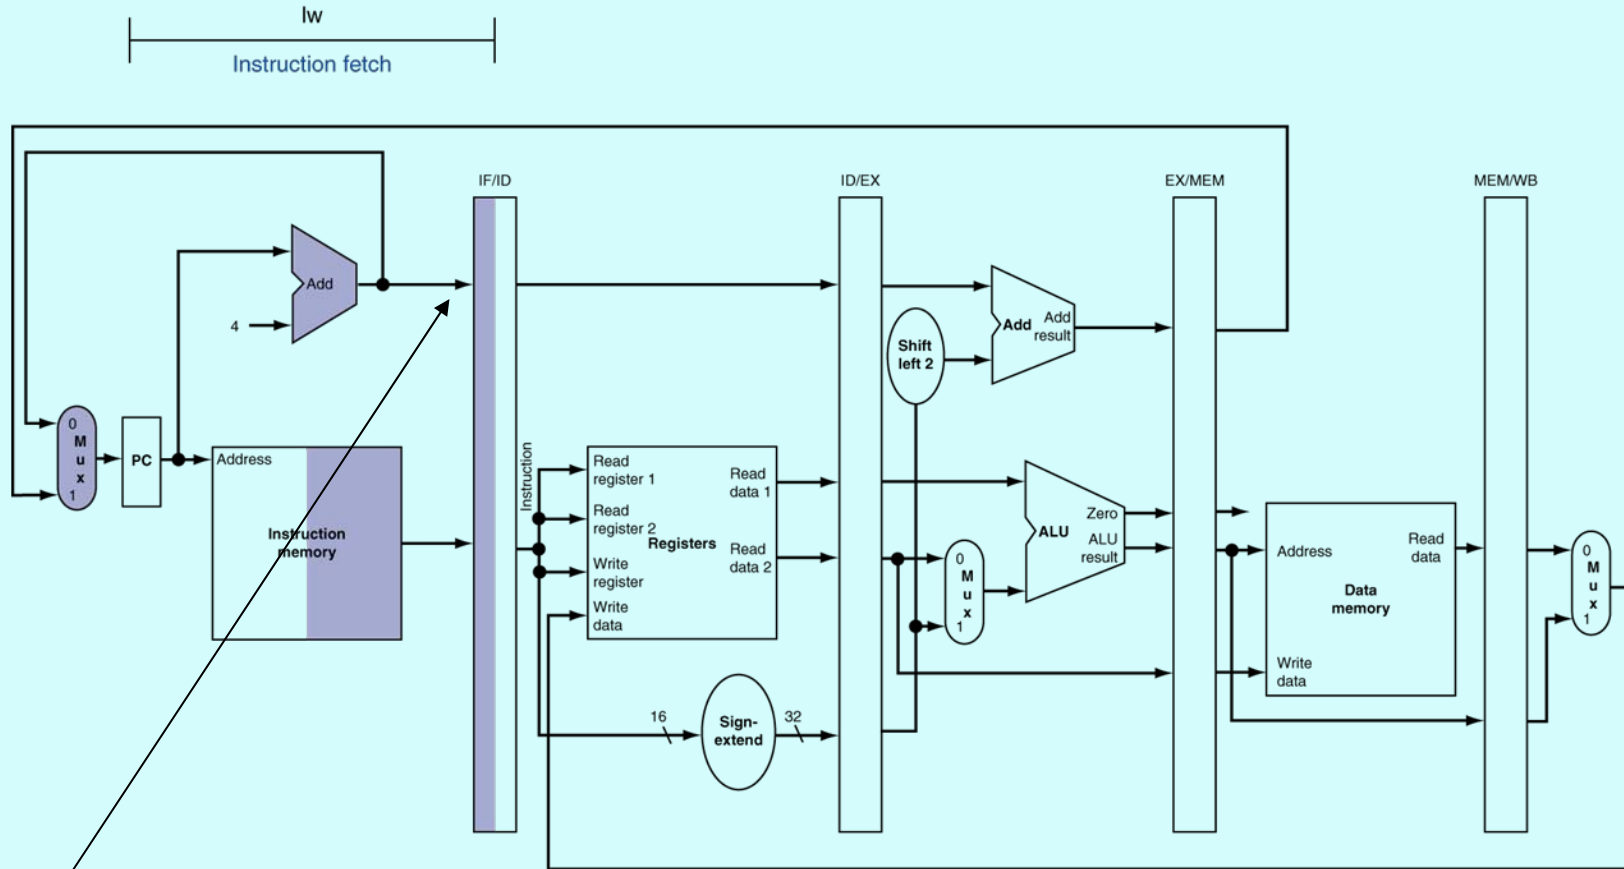 lw
Instruction fetch
IF/ID
ID/EX
EX/MEM
MEM/WB
Add
4
Add
Add
result
Shift
left 2
0
M
u
x
1
PC
Address
Instruction
memory
Instruction
Read
register 1
Read
register 2
Write
register
Write
data
Registers
Read
data 1
Read
data 2
16
Sign-
extend
32
0
M
u
x
1
Zero
ALU
ALU
result
Address
Read
data
Data
memory
Write
data
0
M
u
x
1